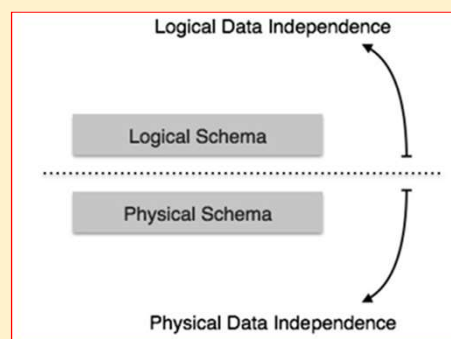 Logical Data Independence
Logical Schema
Physical Schema
Physical Data Independence